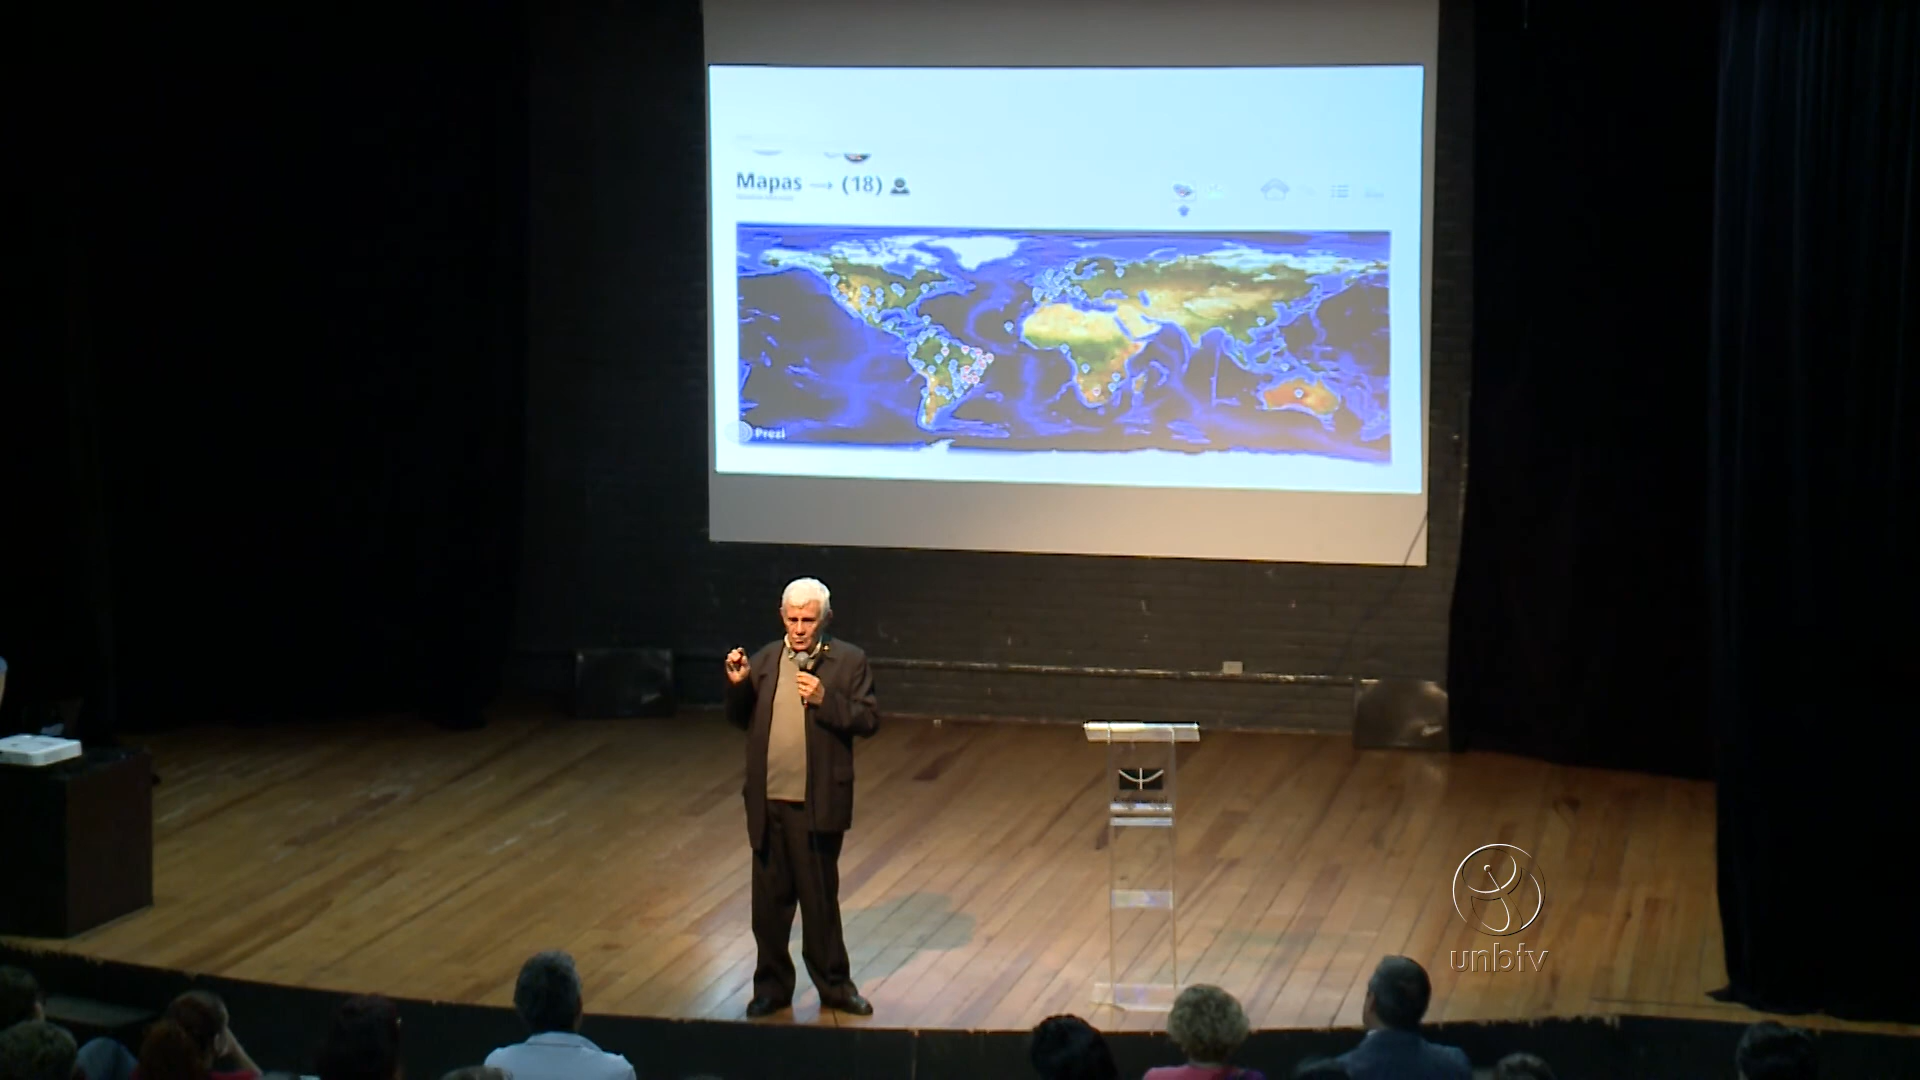 Mapas → (18)
Prezi
unbtv